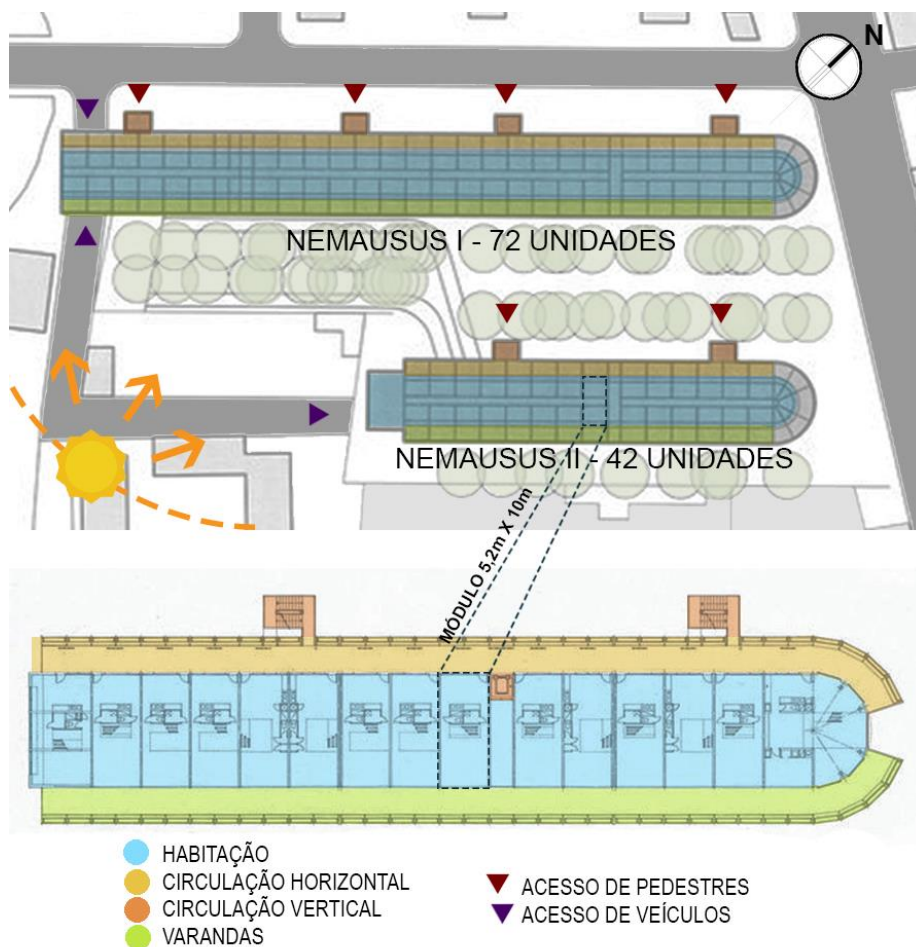 N
NEMAUSUS I - 72 UNIDADES
NEMAUSUS II - 42 UNIDADES
MÓDULO 5,2m X 10m
HABITAÇÃO
CIRCULAÇÃO HORIZONTAL
CIRCULAÇÃO VERTICAL
VARANDAS
ACESSO DE PEDESTRES
ACESSO DE VEÍCULOS